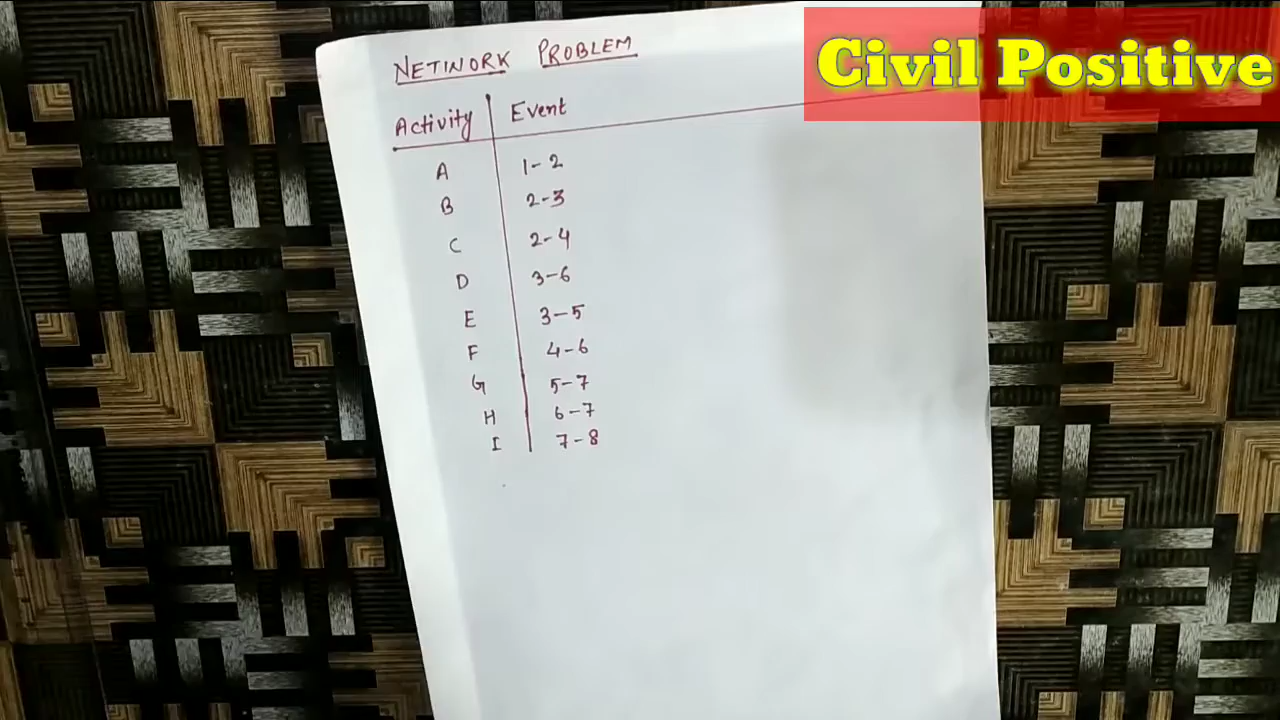 Civil Positive
NETWORK PROBLEM
Activity Event
A 1-2
B 2-3
C 2-4
D 3-6
E 3-5
F 4-6
G 5-7
H 6-7
I 7-8